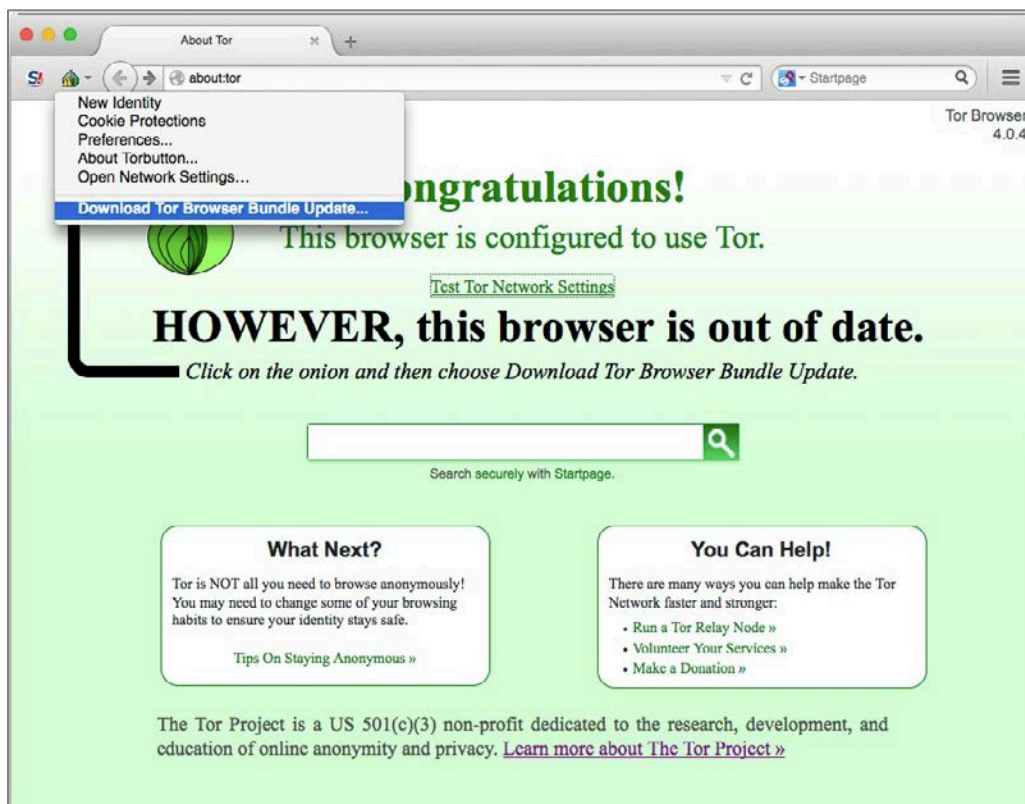 About Tor
S!
about:tor
Startpage
New Identity
Cookie Protections
Preferences...
About Torbutton...
Open Network Settings...
Download Tor Browser Bundle Update...
Tor Browser
4.0.4
ongratulations!
This browser is configured to use Tor.
Test Tor Network Settings
HOWEVER, this browser is out of date.
Click on the onion and then choose Download Tor Browser Bundle Update.
Search securely with Startpage.
What Next?
Tor is NOT all you need to browse anonymously!
You may need to change some of your browsing
habits to ensure your identity stays safe.
Tips On Staying Anonymous »
You Can Help!
There are many ways you can help make the Tor
Network faster and stronger:
• Run a Tor Relay Node »
• Volunteer Your Services »
• Make a Donation »
The Tor Project is a US 501(c)(3) non-profit dedicated to the research, development, and
education of online anonymity and privacy. Learn more about The Tor Project »